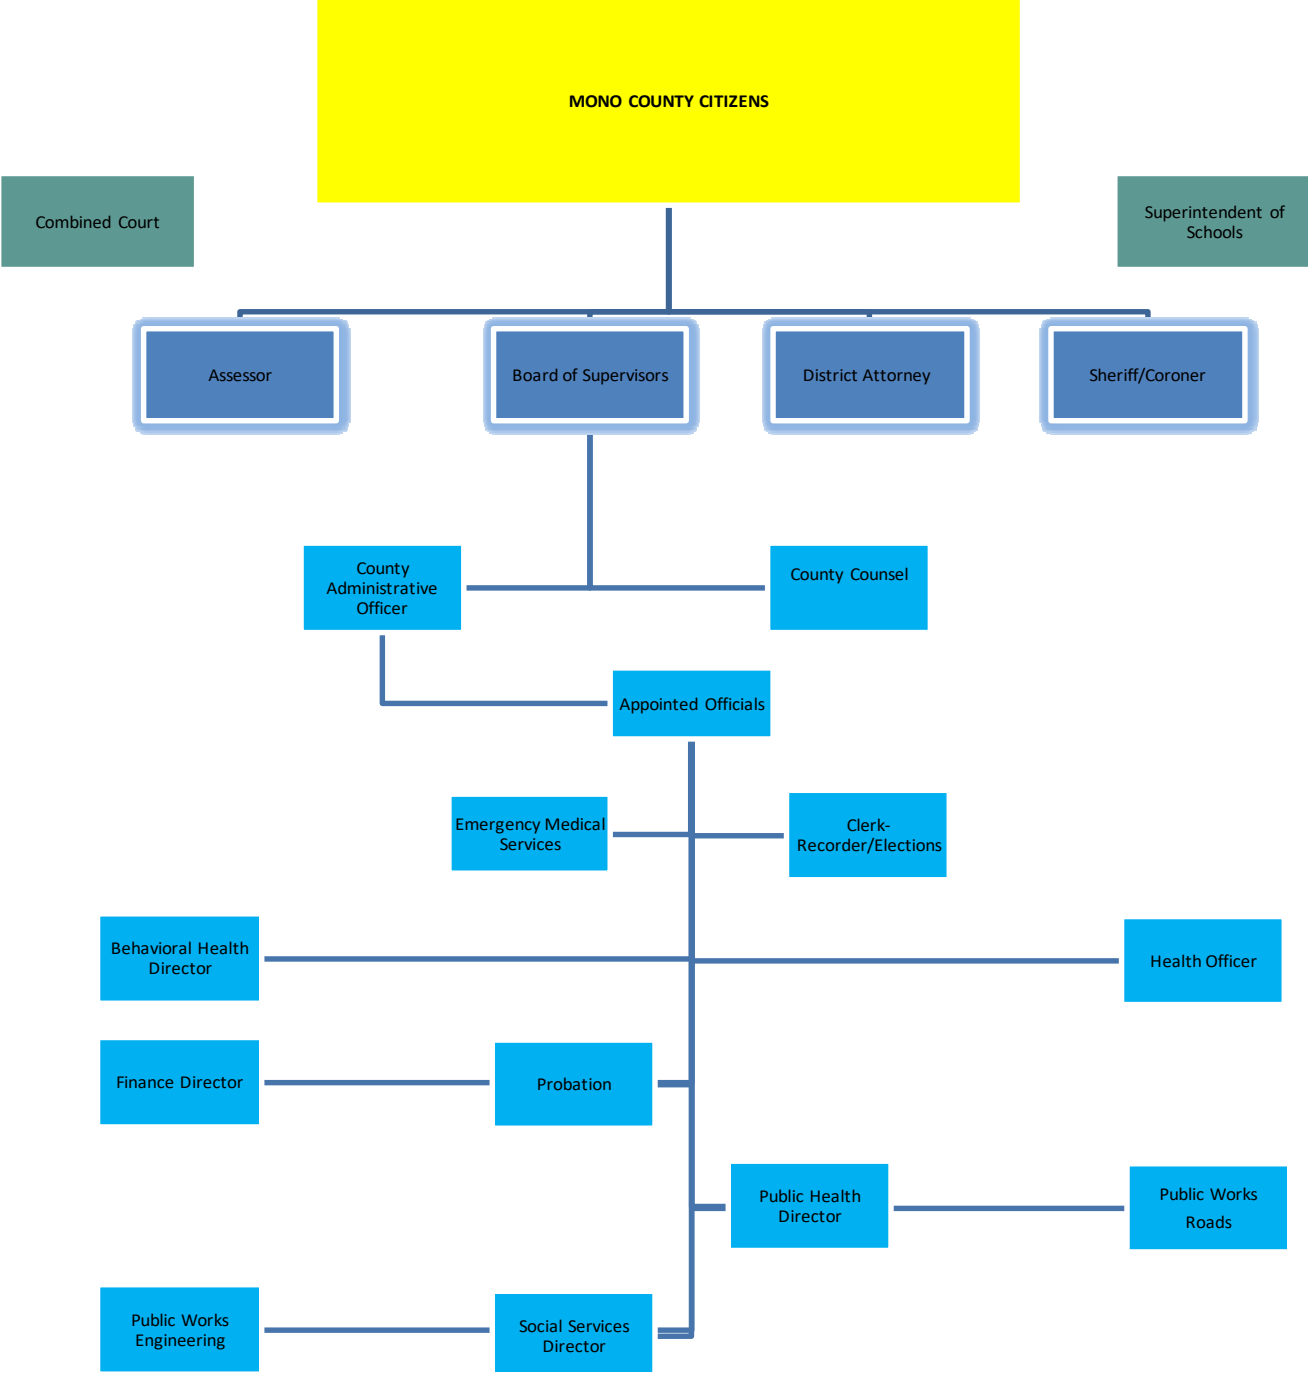 MONO COUNTY CITIZENS
Combined Court
Superintendent of
Schools
Assessor
Board of Supervisors
District Attorney
Sheriff/Coroner
County
Administrative
Officer
County Counsel
Appointed Officials
Emergency Medical
Services
Clerk-
Recorder/Elections
Behavioral Health
Director
Health Officer
Finance Director
Probation
Public Health
Director
Public Works
Roads
Public Works
Engineering
Social Services
Director